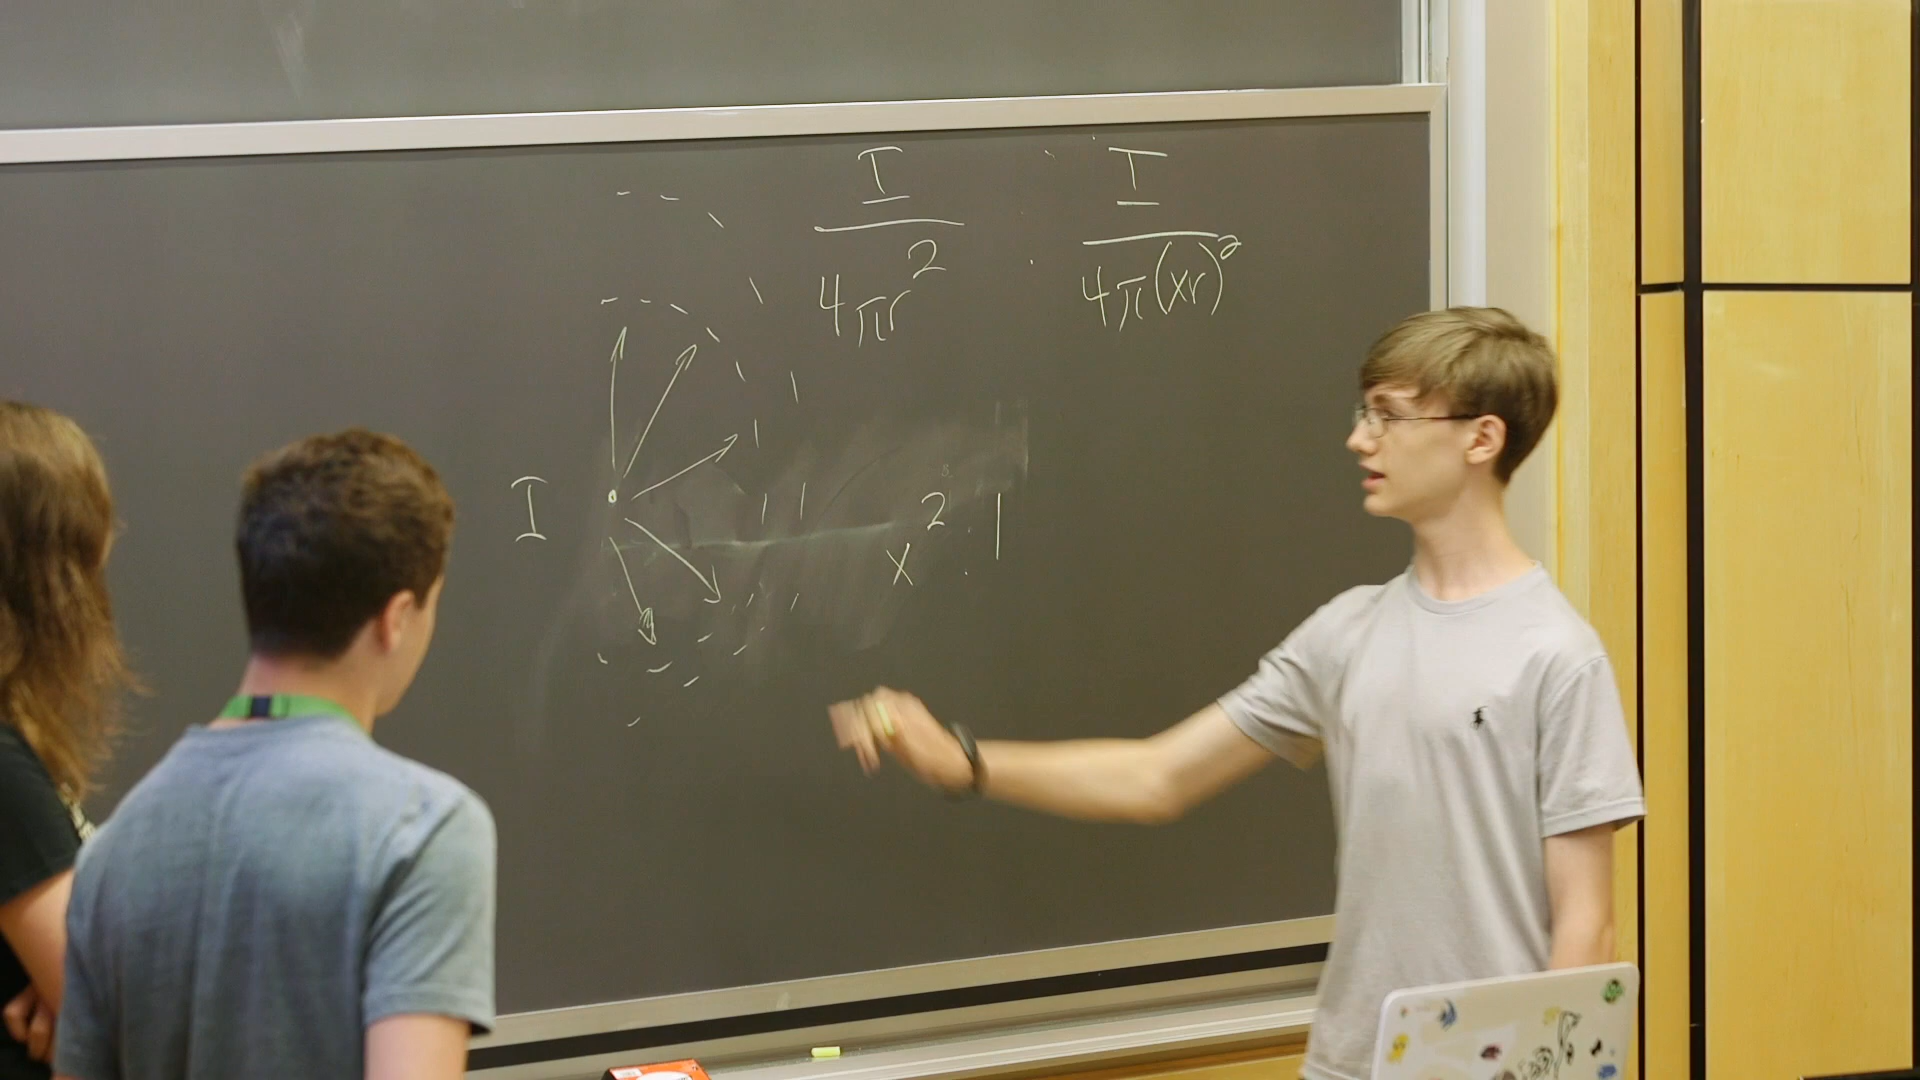 I / 4πr² : I / 4π(xr)²
I
x² : 1